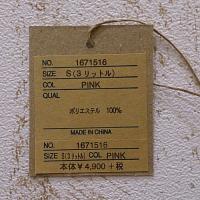 NO. 1671516
SIZE S(3リットル)
COL PINK
QUAL
ポリエステル 100%
MADE IN CHINA
NO. 1671516
SIZE S(3リットル) COL PINK
本体¥4,900+税